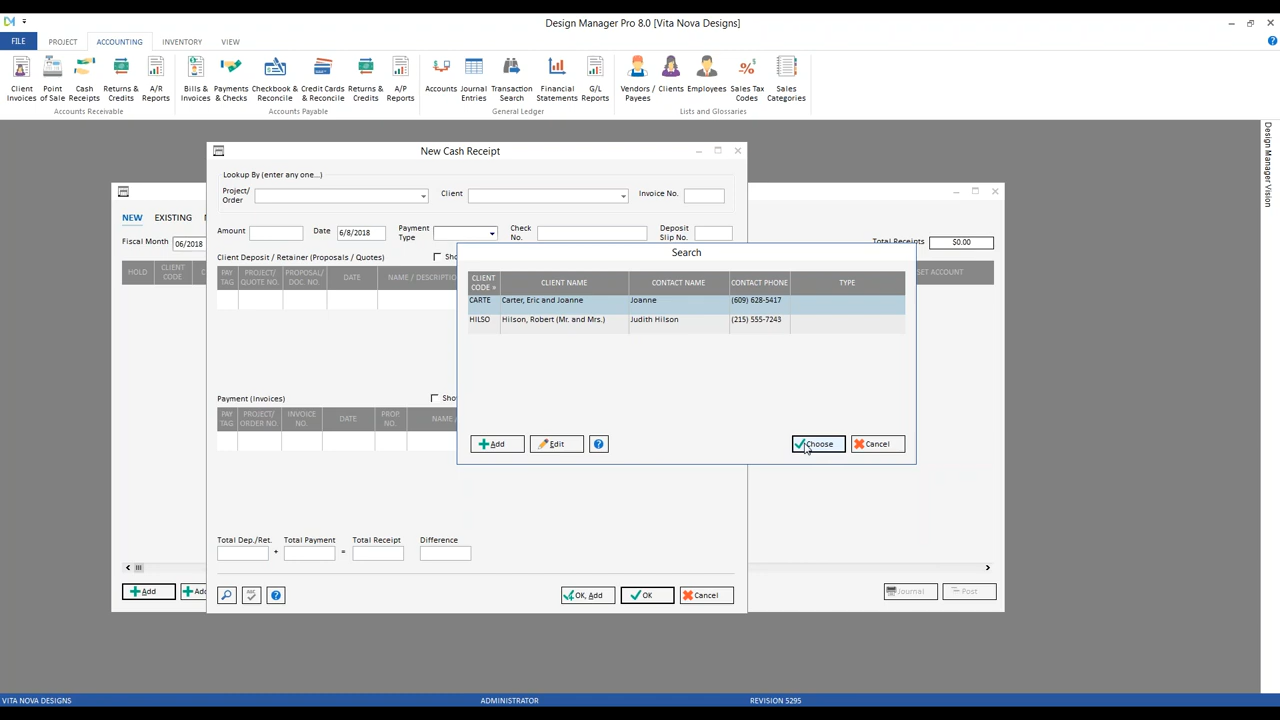 Design Manager Pro 8.0 [Vita Nova Designs]
FILE PROJECT ACCOUNTING INVENTORY VIEW
Client Invoices
Point of Sale
Cash Receipts
Returns & Credits
A/R Reports
Accounts Receivable
Bills & Invoices
Payments & Checks
Checkbook & Reconcile
Credit Cards & Reconcile
Returns & Credits
A/P Reports
Accounts Payable
Accounts
Journal Entries
Transaction Search
Financial Statements
G/L Reports
General Ledger
Vendors / Payees
Clients
Employees
Sales Tax Codes
Sales Categories
Lists and Glossaries
Design Manager Vision
NEW EXISTING
Fiscal Month 06/2018
Total Receipts $0.00
HOLD CLIENT CODE
SET ACCOUNT
New Cash Receipt
Lookup By (enter any one...)
Project/ Order Client Invoice No.
Amount Date 6/8/2018 Payment Type Check No. Deposit Slip No.
Client Deposit / Retainer (Proposals / Quotes) Sho
PAY TAG PROJECT/ QUOTE NO. PROPOSAL/ DOC. NO. DATE NAME / DESCRIPTI
Payment (Invoices) Sho
PAY TAG PROJECT/ ORDER NO. INVOICE NO. DATE PROP. NO. NAME /
Search
CLIENT CODE CLIENT NAME CONTACT NAME CONTACT PHONE TYPE
CARTE Carter, Eric and Joanne Joanne (609) 628-5417
HILSO Hilson, Robert (Mr. and Mrs.) Judith Hilson (215) 555-7243
Add Edit ? Choose Cancel
Total Dep./Ret. Total Payment Total Receipt Difference
+ =
Add Add Journal Post
ABC ? OK, Add OK Cancel
VITA NOVA DESIGNS ADMINISTRATOR REVISION 5295